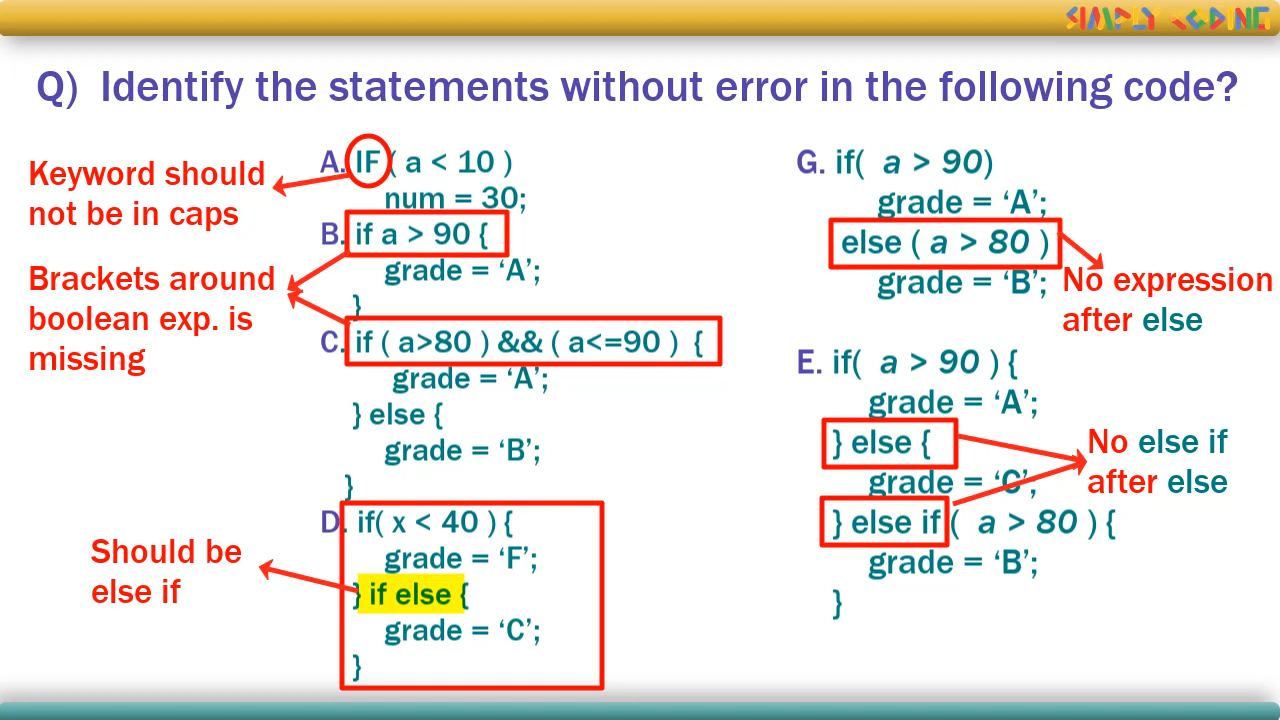 SIMPLY CODING
Q) Identify the statements without error in the following code?
Keyword should
not be in caps
Brackets around
boolean exp. is
missing
Should be
else if
A. IF ( a < 10 )
num = 30;
B. if a > 90 {
grade = ‘A’;
}
C. if ( a>80 ) && ( a<=90 ) {
grade = ‘A’;
} else {
grade = ‘B’;
}
D. if( x < 40 ) {
grade = ‘F’;
} if else {
grade = ‘C’;
}
G. if( a > 90)
grade = ‘A’;
else ( a > 80 )
grade = ‘B’;
No expression
after else
E. if( a > 90 ) {
grade = ‘A’;
} else {
grade = ‘C’;
} else if ( a > 80 ) {
grade = ‘B’;
}
No else if
after else